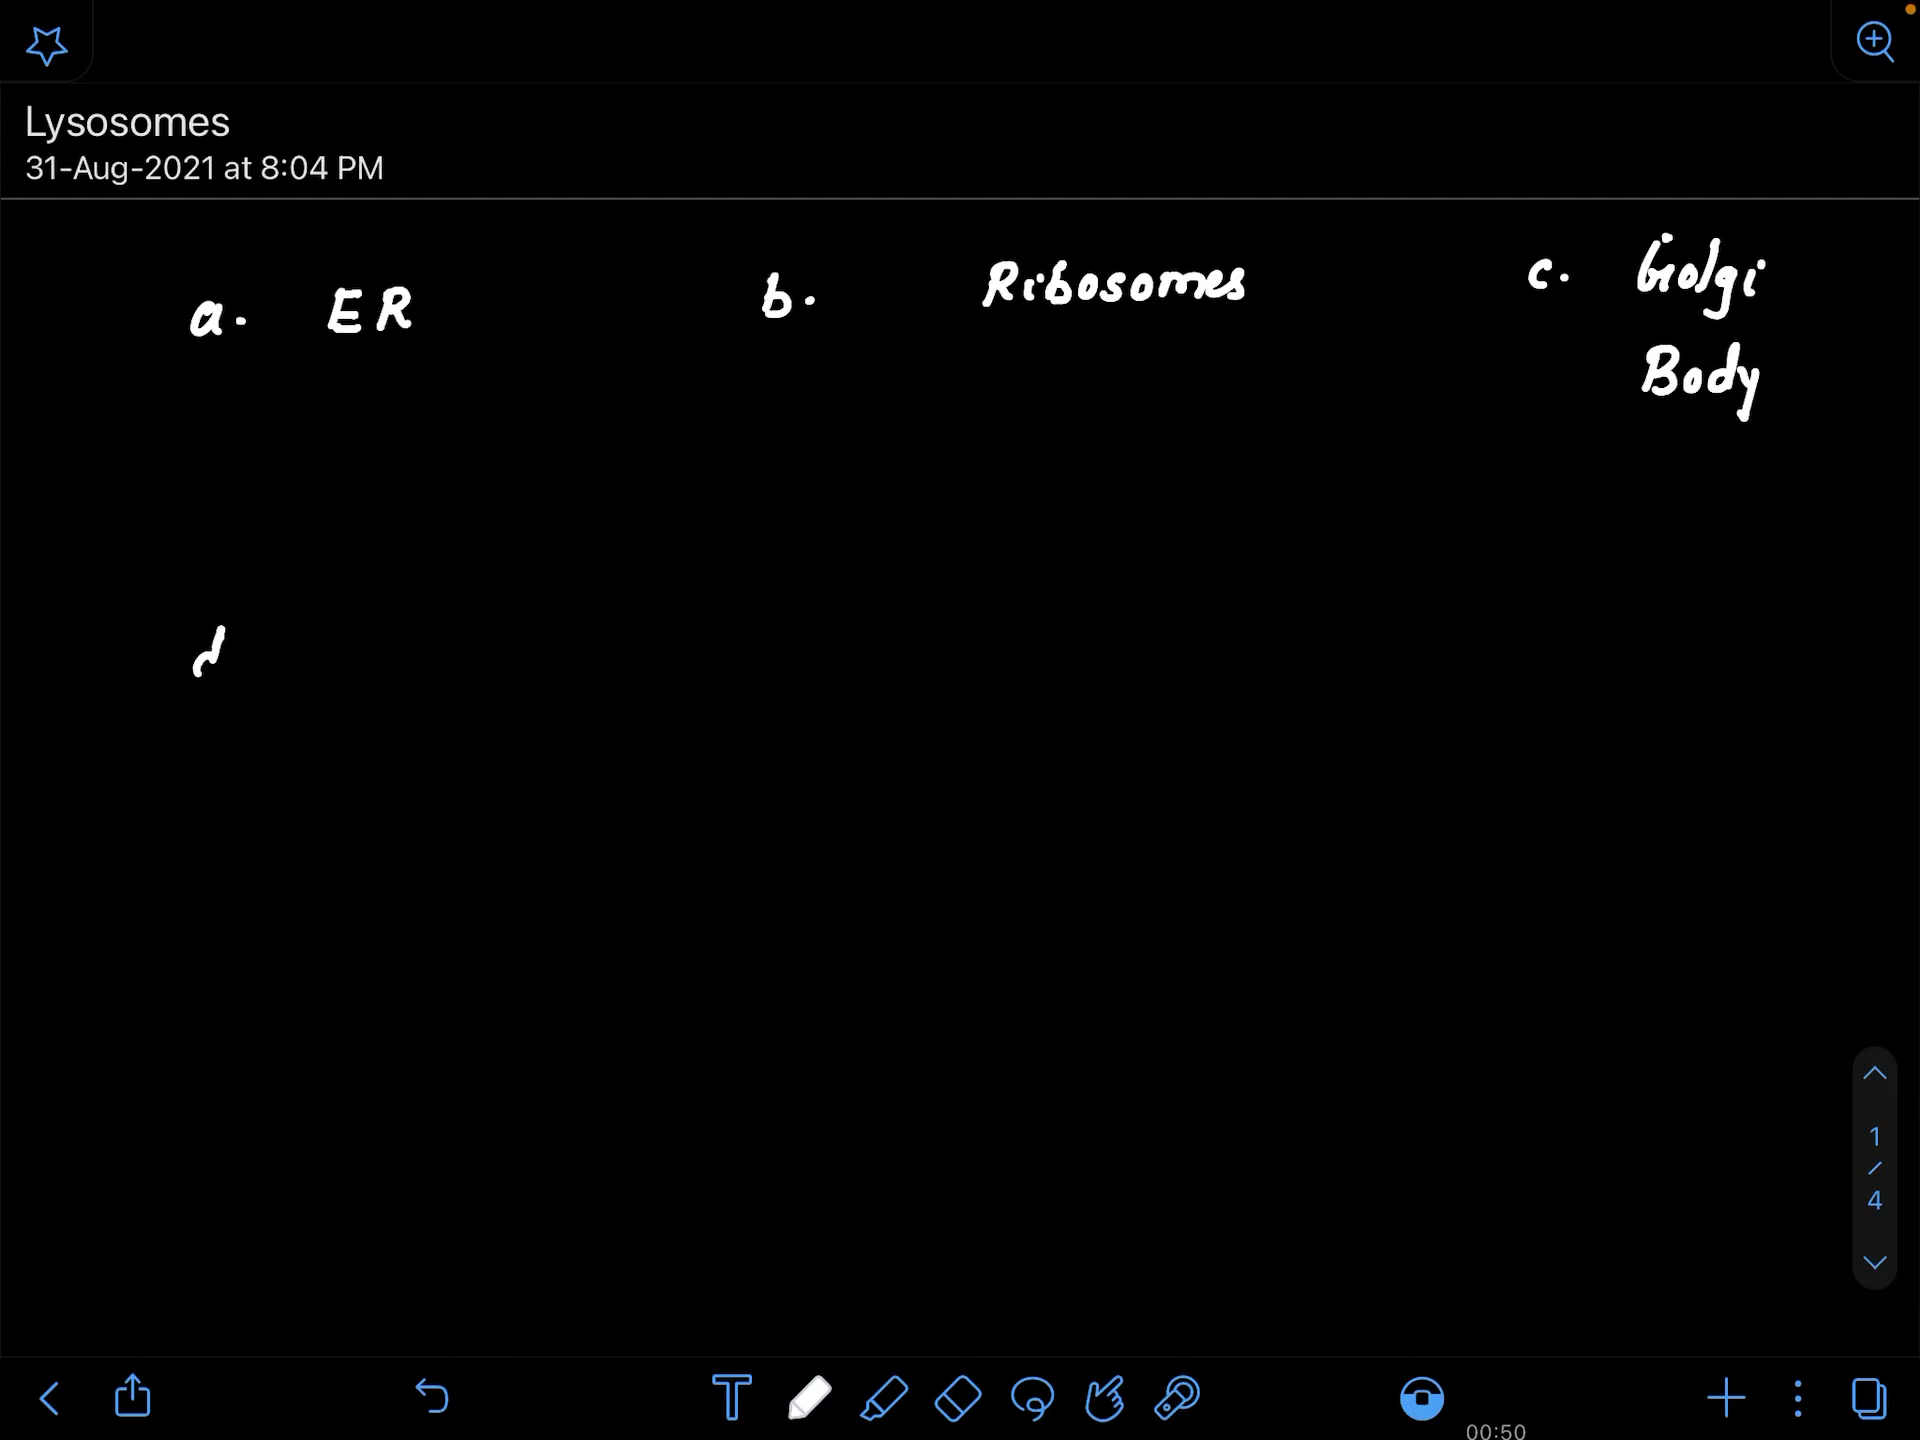 Lysosomes
31-Aug-2021 at 8:04 PM
a. ER b. Ribosomes c. Golgi
Body
1
/
4
00:50